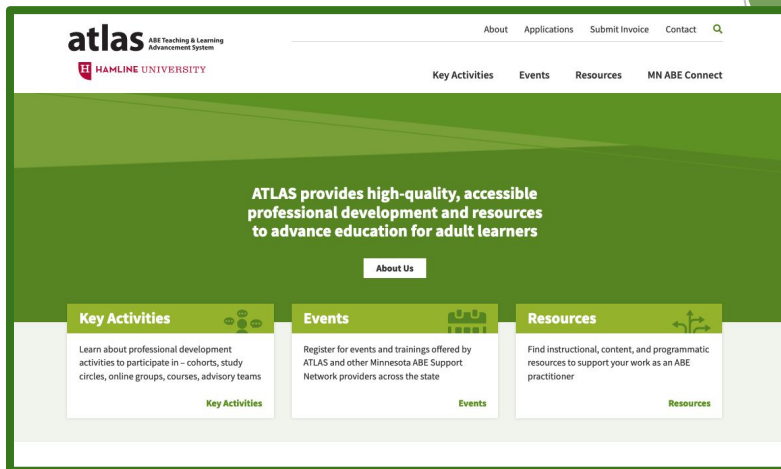 About Applications Submit Invoice Contact
atlas ABE Teaching & Learning
Advancement System
H HAMLINE UNIVERSITY
Key Activities Events Resources MN ABE Connect
ATLAS provides high-quality, accessible
professional development and resources
to advance education for adult learners
About Us
Key Activities
Learn about professional development
activities to participate in – cohorts, study
circles, online groups, courses, advisory teams
Key Activities
Events
Register for events and trainings offered by
ATLAS and other Minnesota ABE Support
Network providers across the state
Events
Resources
Find instructional, content, and programmatic
resources to support your work as an ABE
practitioner
Resources